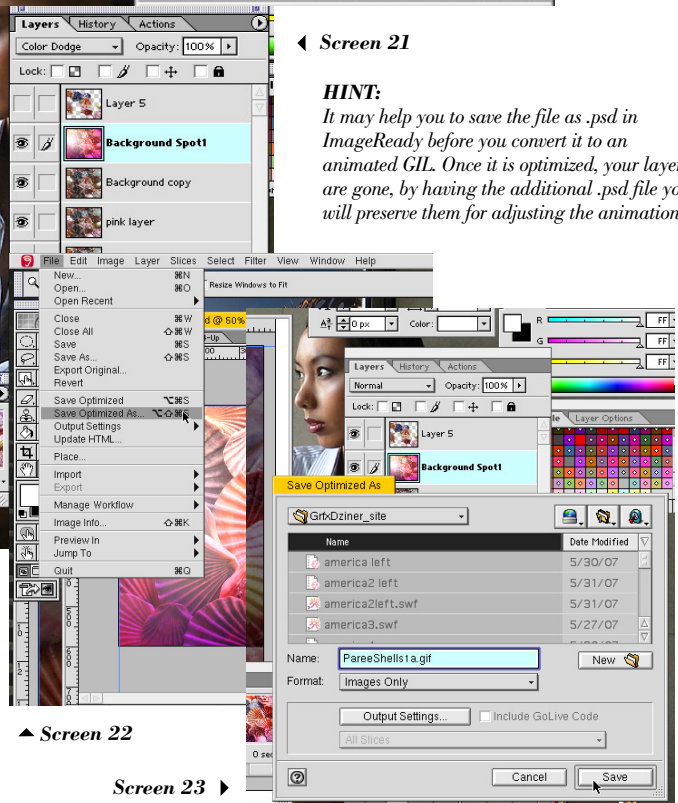 Layers History Actions
Color Dodge Opacity: 100%
Lock:
Layer 5
Background Spot1
Background copy
pink layer
Screen 21
HINT:
It may help you to save the file as .psd in
ImageReady before you convert it to an
animated GIL. Once it is optimized, your layer
are gone, by having the additional .psd file yo
will preserve them for adjusting the animation
File Edit Image Layer Slices Select Filter View Window Help
New... ⌘N
Open... ⌘O
Open Recent
Close ⌘W
Close All ⇧⌘W
Save ⌘S
Save As... ⇧⌘S
Export Original...
Revert
Save Optimized ⌥⌘S
Save Optimized As... ⌥⇧⌘S
Output Settings
Update HTML...
Place...
Import
Export
Manage Workflow
Image Info... ⇧⌘K
Preview In
Jump To
Quit ⌘Q
Resize Windows to Fit
d @ 50%
-Up
0 px Color:
R FF
G FF
FF
Layers History Actions
Normal Opacity: 100%
Lock:
Layer 5
Background Spot1
le Layer Options
Save Optimized As
GrfxDziner_site
Name Date Modified
america left 5/30/07
america2 left 5/31/07
america2left.swf 5/31/07
america3.swf 5/27/07
Name: PareeShells1a.gif New
Format: Images Only
Output Settings... Include GoLive Code
All Slices
Cancel Save
0 sec
Screen 22
Screen 23